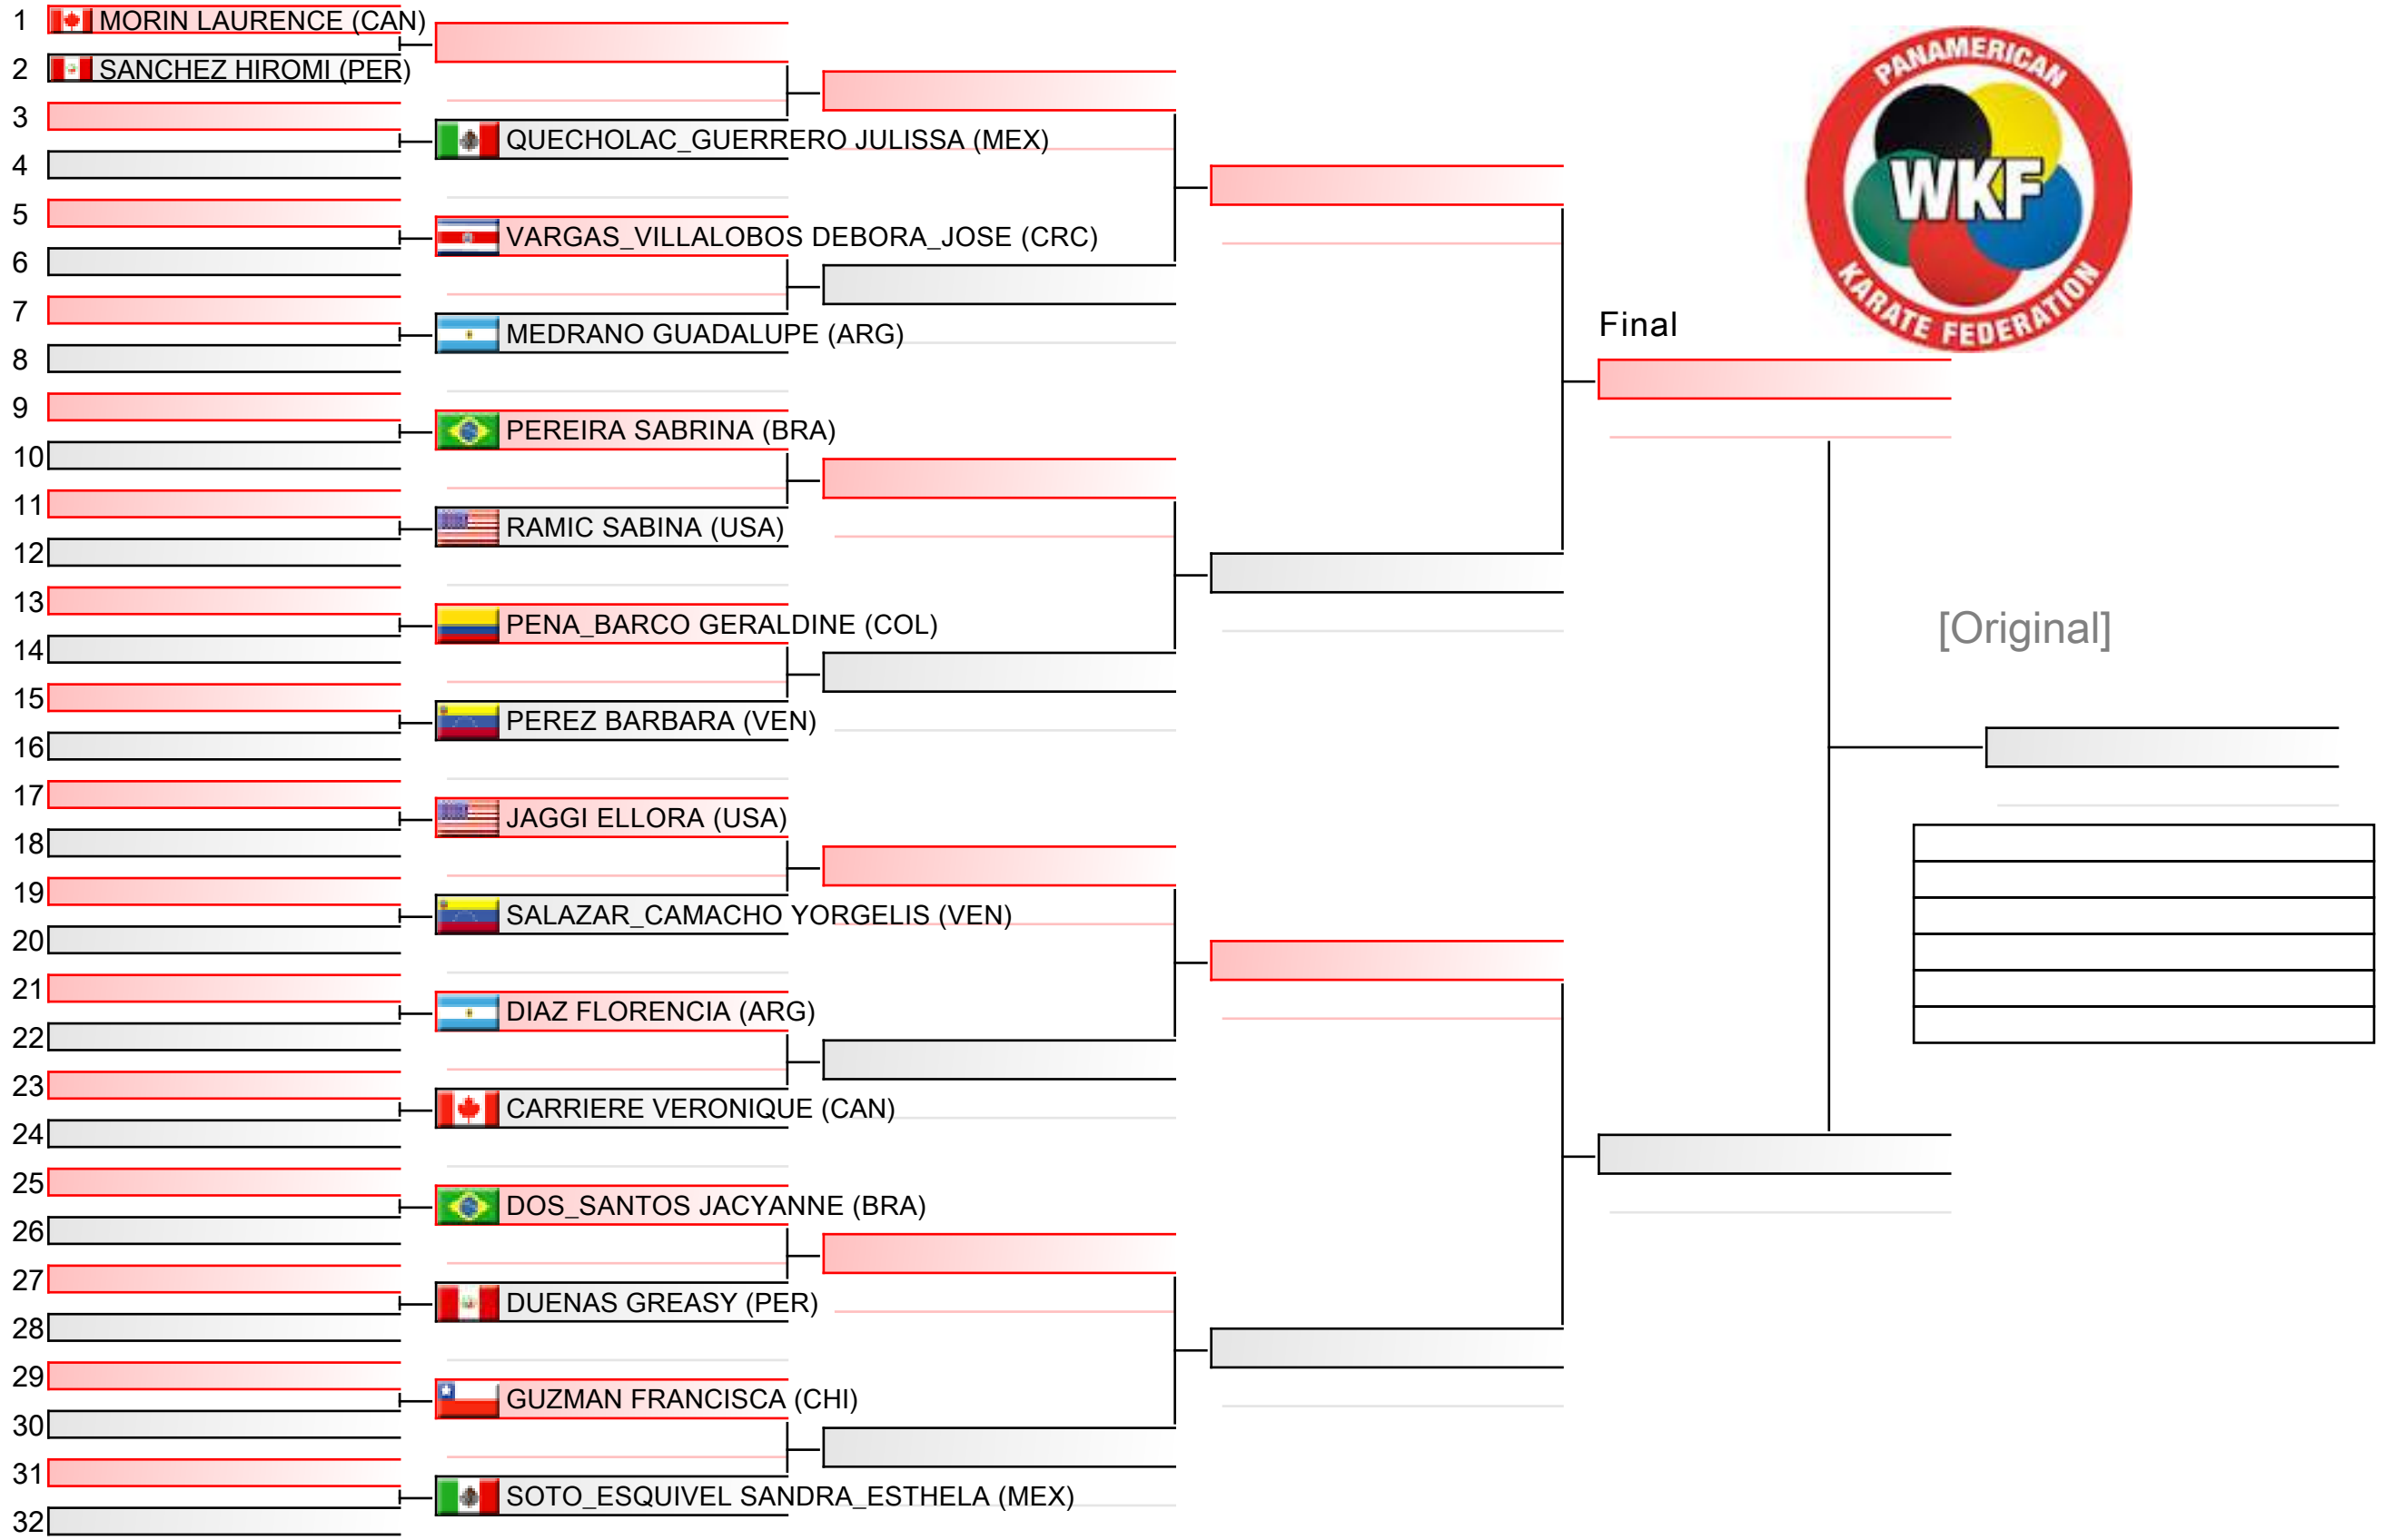 1 MORIN LAURENCE (CAN)
2 SANCHEZ HIROMI (PER)
3
QUECHOLAC_GUERRERO JULISSA (MEX)
4
5
VARGAS_VILLALOBOS DEBORA_JOSE (CRC)
6
7
MEDRANO GUADALUPE (ARG)
8
9
PEREIRA SABRINA (BRA)
10
11
RAMIC SABINA (USA)
12
13
PENA_BARCO GERALDINE (COL)
14
15
PEREZ BARBARA (VEN)
16
17
JAGGI ELLORA (USA)
18
19
SALAZAR_CAMACHO YORGELIS (VEN)
20
21
DIAZ FLORENCIA (ARG)
22
23
CARRIERE VERONIQUE (CAN)
24
25
DOS_SANTOS JACYANNE (BRA)
26
27
DUENAS GREASY (PER)
28
29
GUZMAN FRANCISCA (CHI)
30
31
SOTO_ESQUIVEL SANDRA_ESTHELA (MEX)
32
PANAMERICAN
WKF
KARATE FEDERATION
Final
[Original]